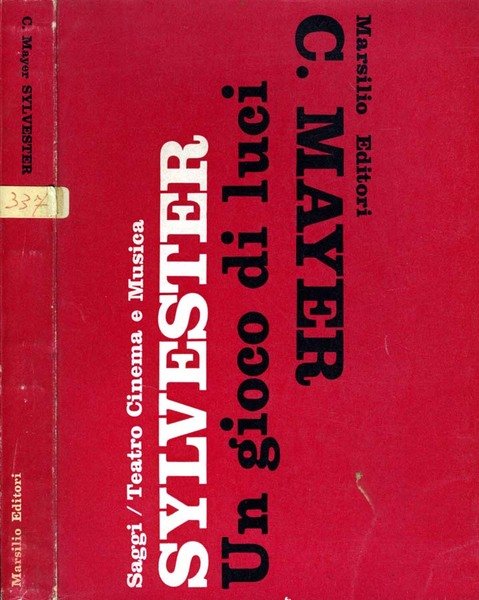 C. Mayer SYLVESTER
337
Marsilio Editori
Saggi / Teatro Cinema e Musica
SYLVESTER
Un gioco di luci
C. MAYER
Marsilio Editori